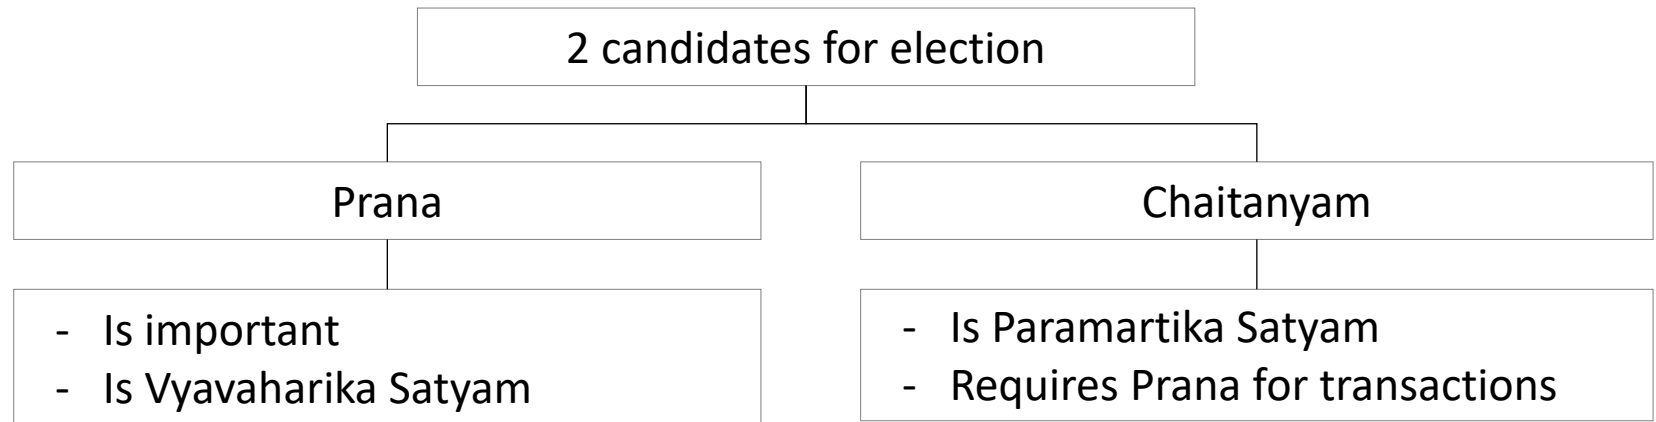 2 candidates for election
Prana
Chaitanyam
- Is important
- Is Vyavaharika Satyam
- Is Paramartika Satyam
- Requires Prana for transactions